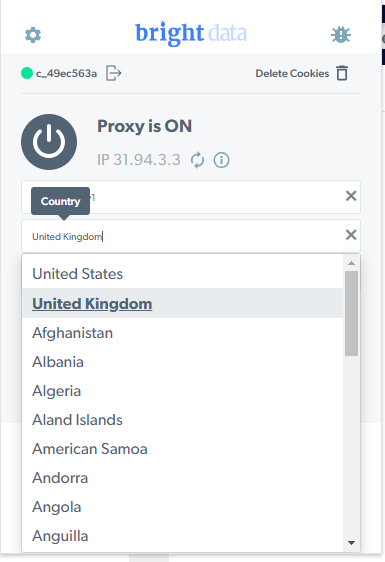 bright data
c_49ec563a
Delete Cookies
Proxy is ON
IP 31.94.3.3
Country
United Kingdom
United States
United Kingdom
Afghanistan
Albania
Algeria
Aland Islands
American Samoa
Andorra
Angola
Anguilla